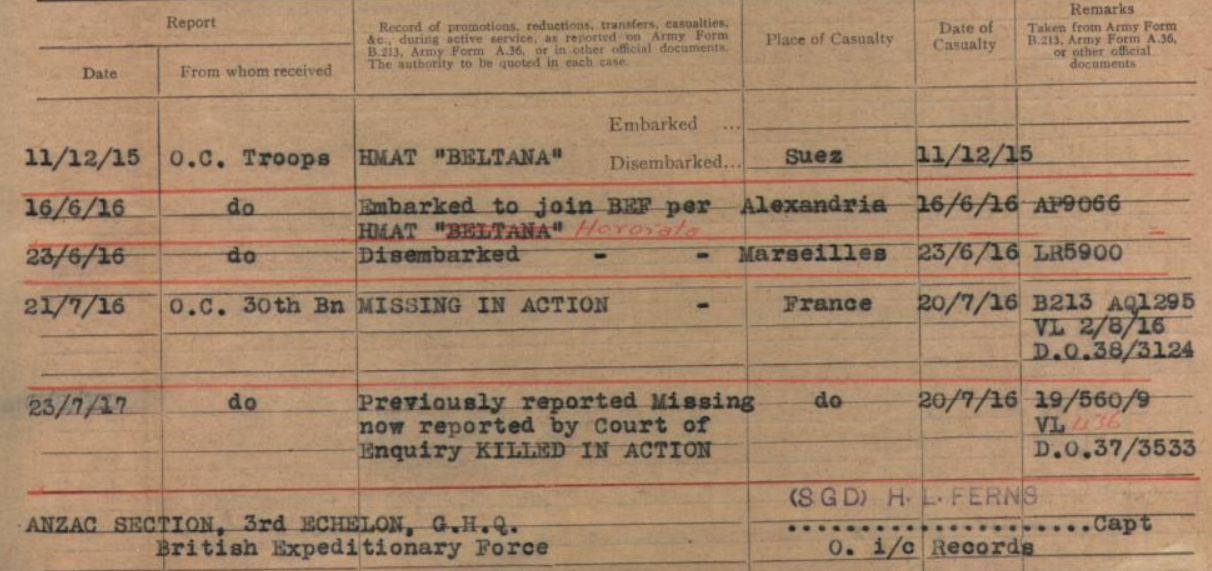 Report
Date
From whom received
Record of promotions, reductions, transfers, casualties,
&c., during active service, as reported on Army Form
B.213, Army Form A.36, or in other official documents.
The authority to be quoted in each case.
Place of Casualty
Date of
Casualty
Remarks
Taken from Army Form
B.213, Army Form A.36,
or other official
documents
Embarked ...
11/12/15 O.C. Troops HMAT "BELTANA" Disembarked... Suez 11/12/15
16/6/16 do Embarked to join BEF per Alexandria 16/6/16 AP9066
HMAT "BELTANA" Hororata
23/6/16 do Disembarked - - Marseilles 23/6/16 LR5900
21/7/16 O.C. 30th Bn MISSING IN ACTION - France 20/7/16 B213 AQ1295
VL 2/8/16
D.O.38/3124
23/7/17 do Previously reported Missing do 20/7/16 19/560/9
now reported by Court of VL 436
Enquiry KILLED IN ACTION D.O.37/3533
(SGD) H. L. FERNS
ANZAC SECTION, 3rd ECHELON, G.H.Q. ......................Capt
British Expeditionary Force O. i/c Records